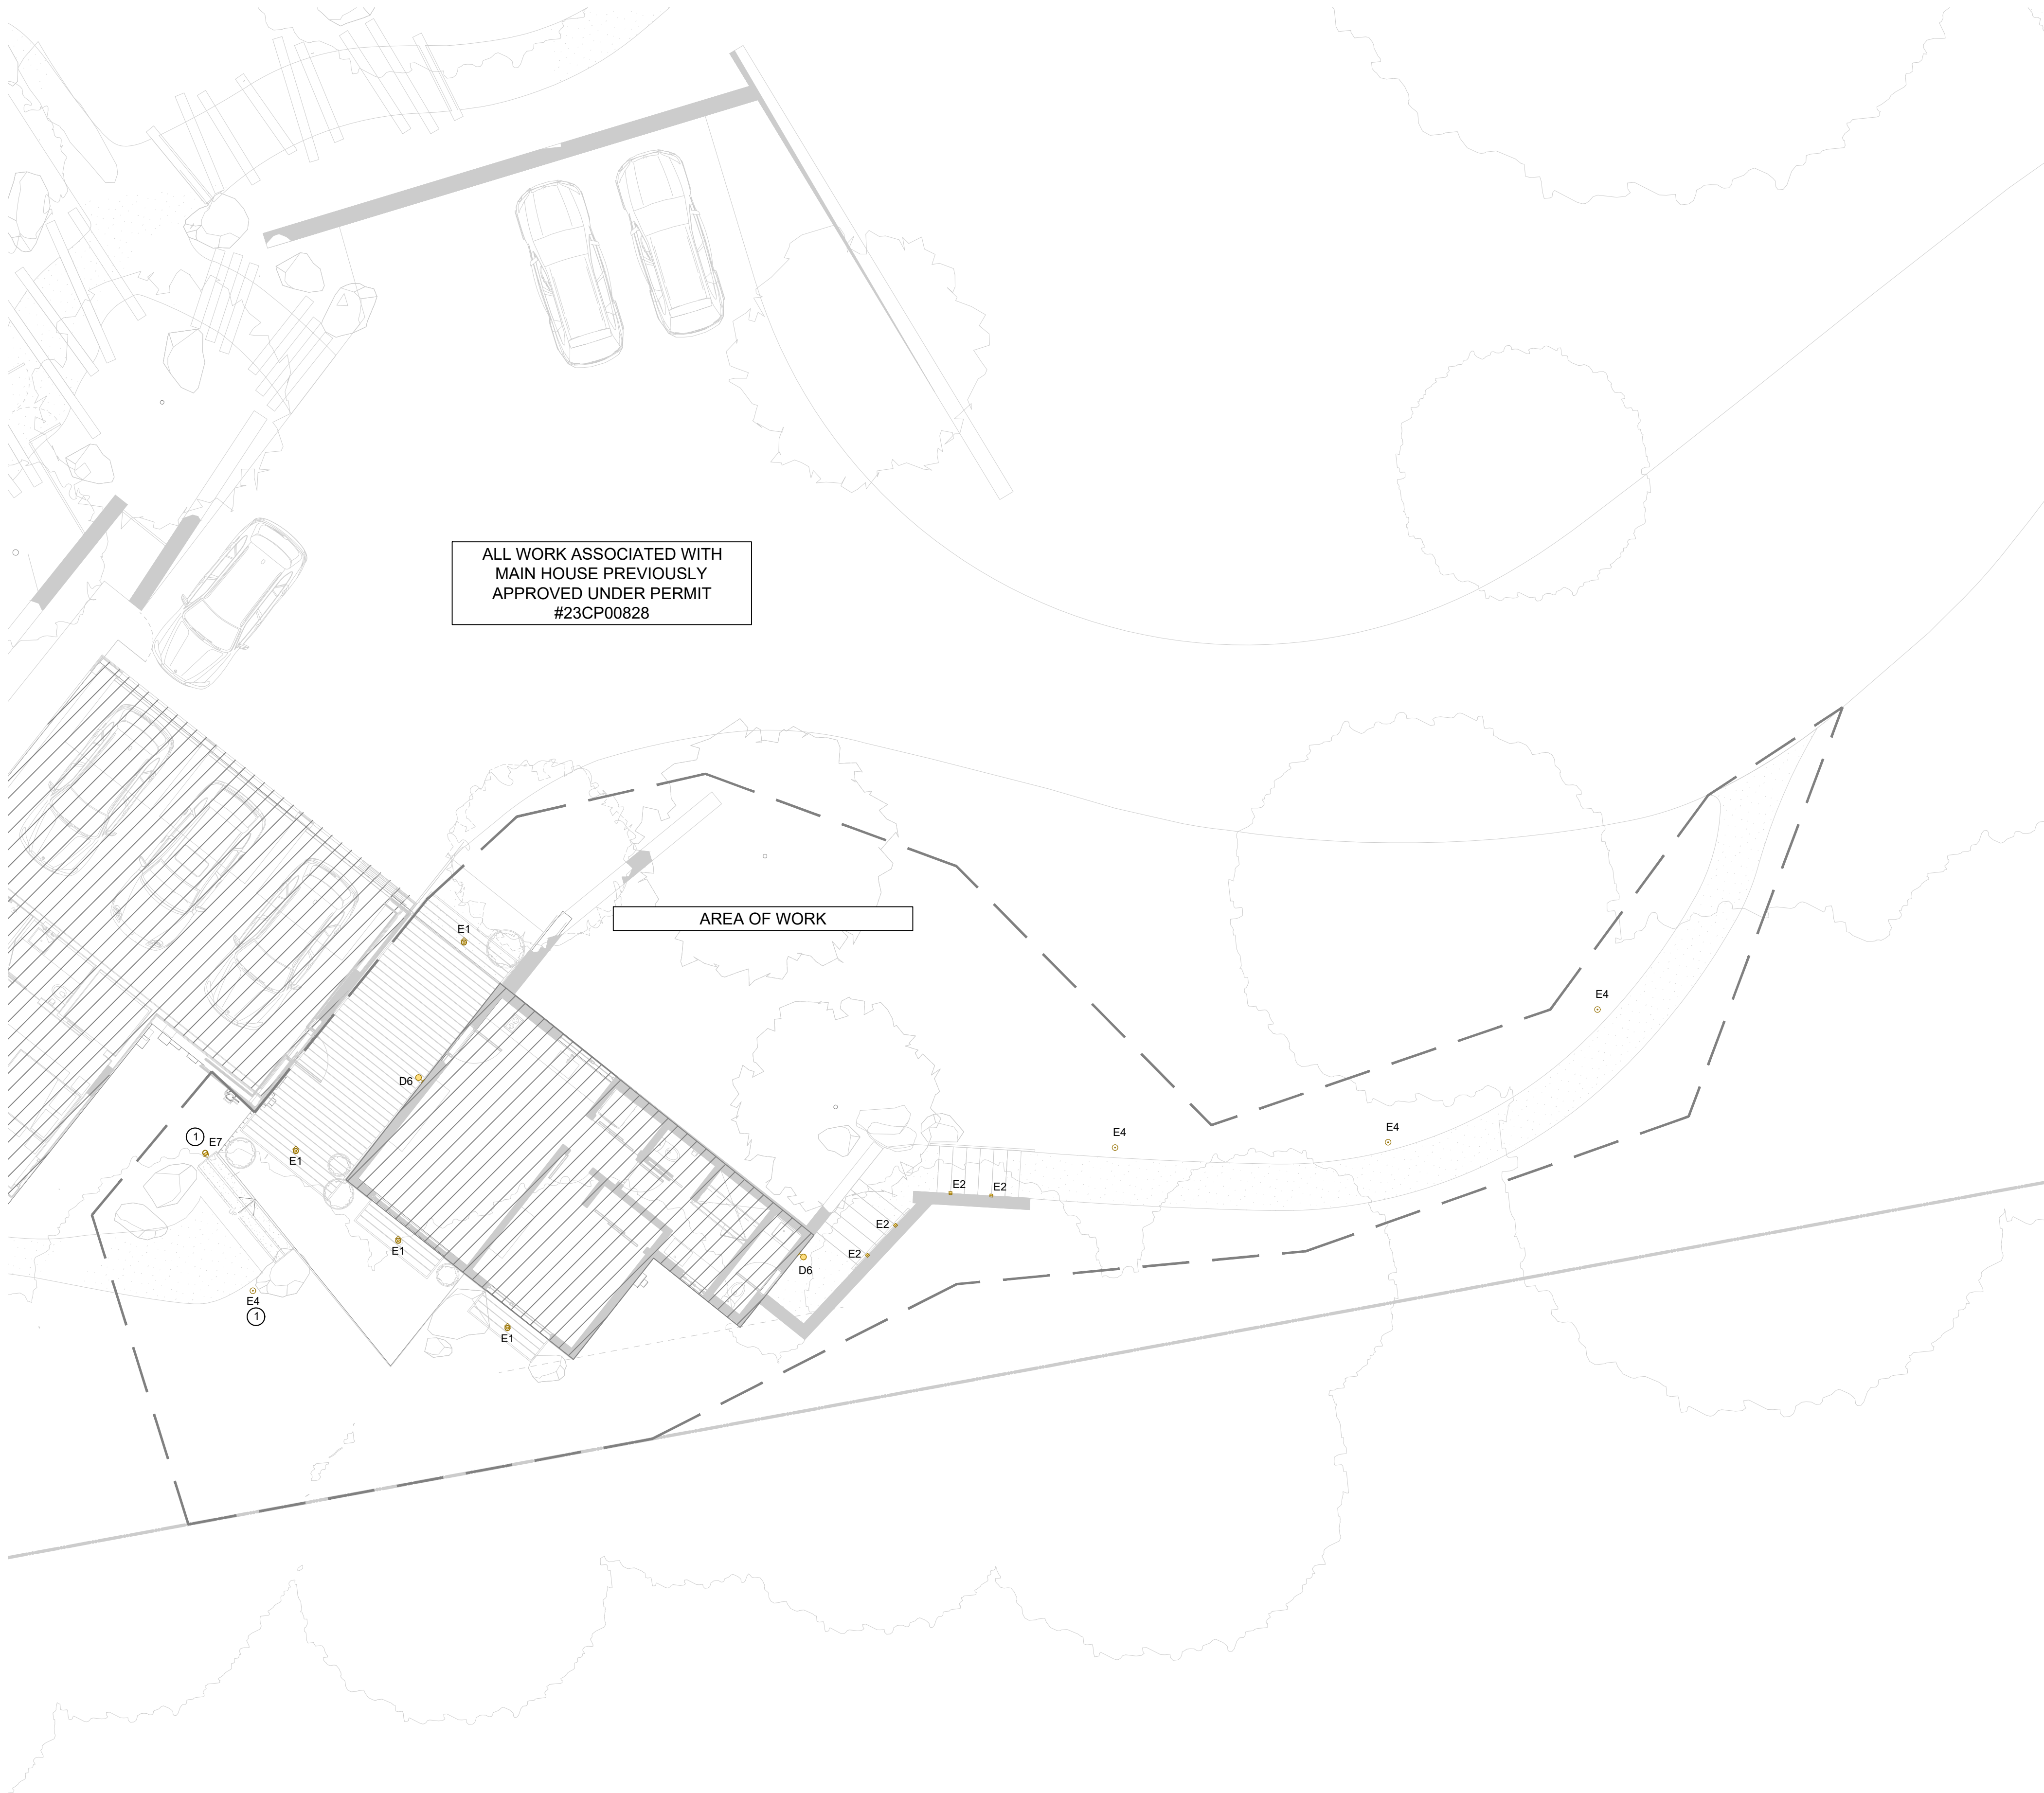 ALL WORK ASSOCIATED WITH
MAIN HOUSE PREVIOUSLY
APPROVED UNDER PERMIT
#23CP00828
AREA OF WORK
E1
E4
D6
E4
E4
1
E7
E1
E2
E2
E2
E1
E2
D6
E4
1
E1